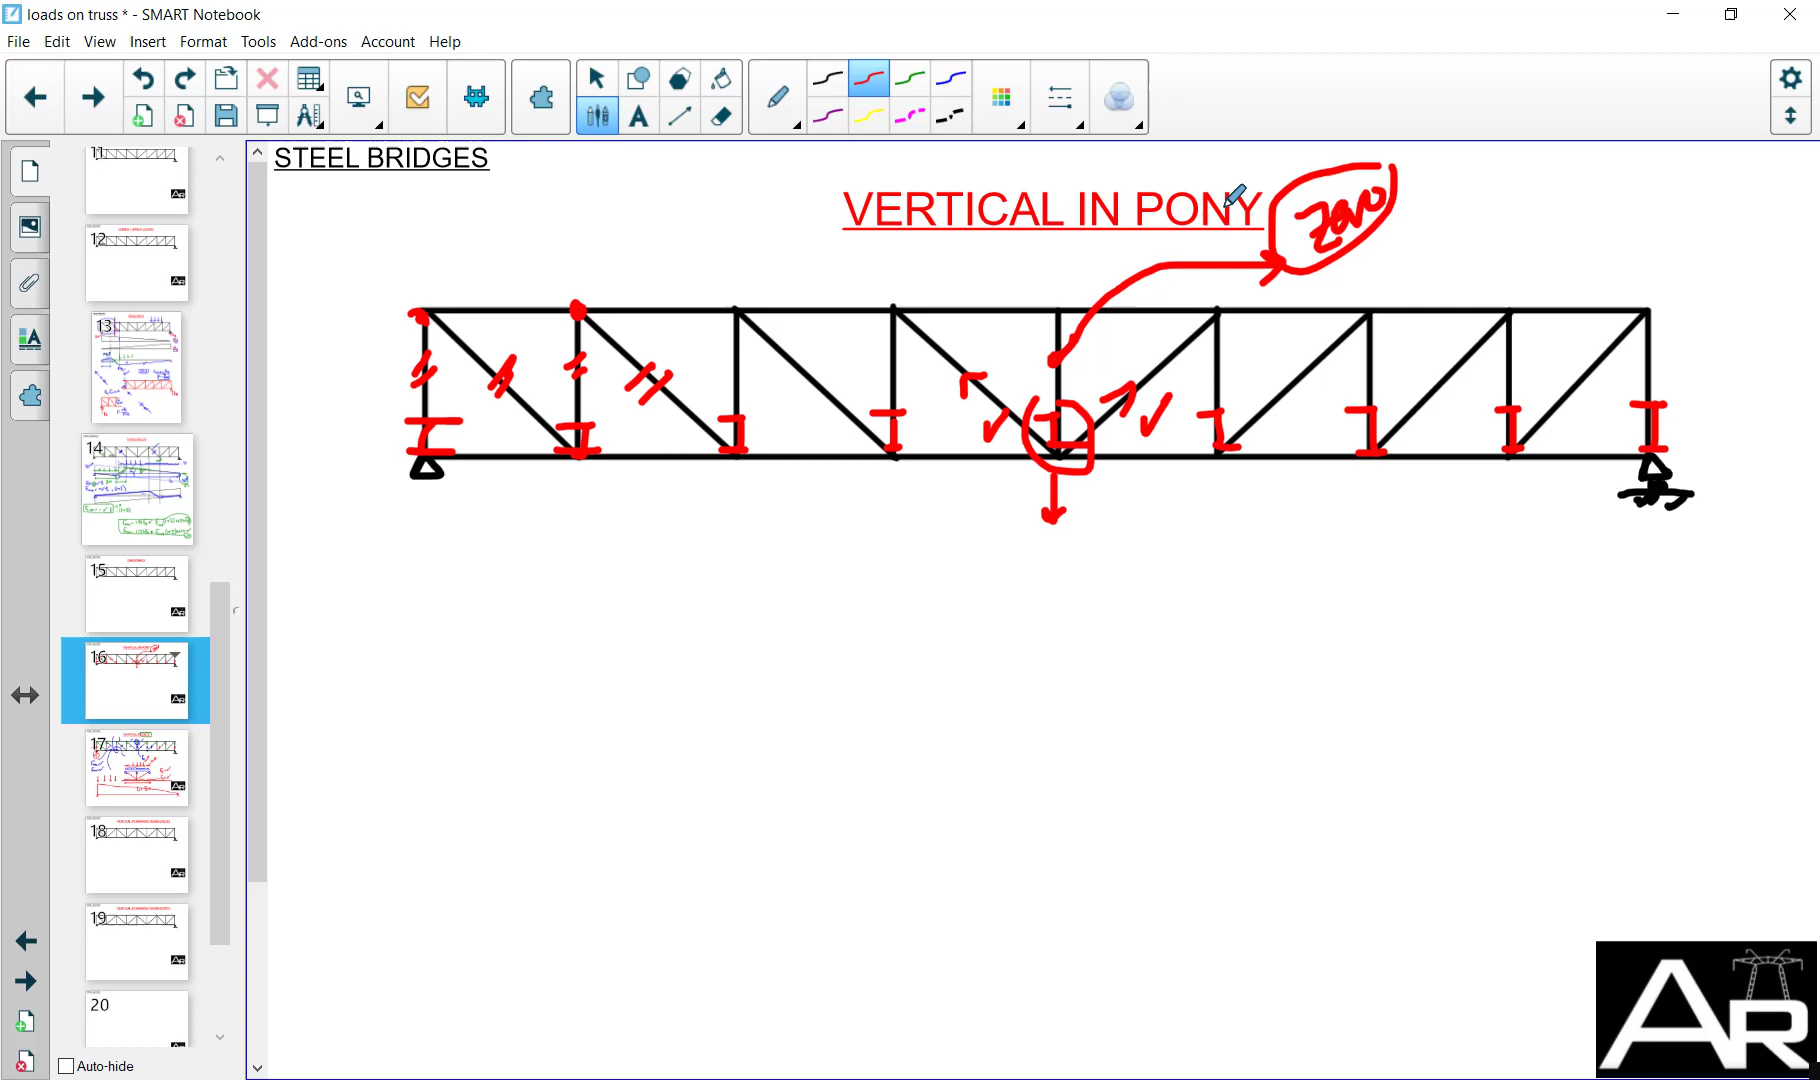 loads on truss * - SMART Notebook
File Edit View Insert Format Tools Add-ons Account Help
STEEL BRIDGES
VERTICAL IN PONY
Zero
11
12
13
14
15
16
17
18
19
20
Auto-hide
AR